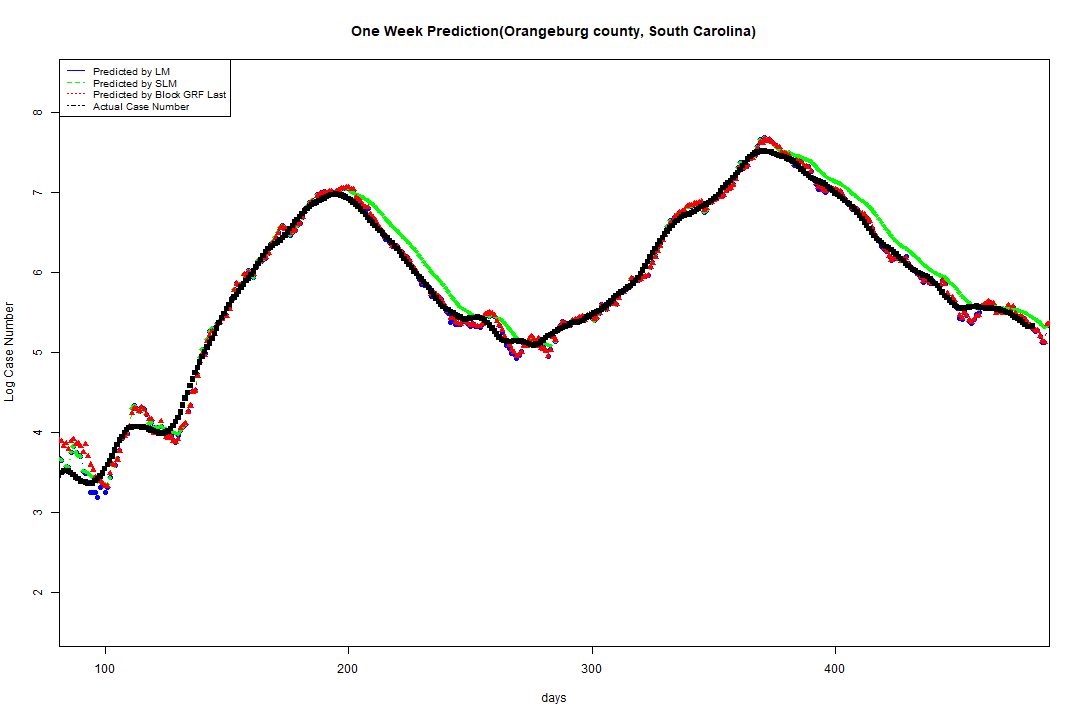 One Week Prediction(Orangeburg county, South Carolina)
Predicted by LM
Predicted by SLM
Predicted by Block GRF Last
Actual Case Number
8
7
6
5
4
3
2
Log Case Number
100
200
300
400
days